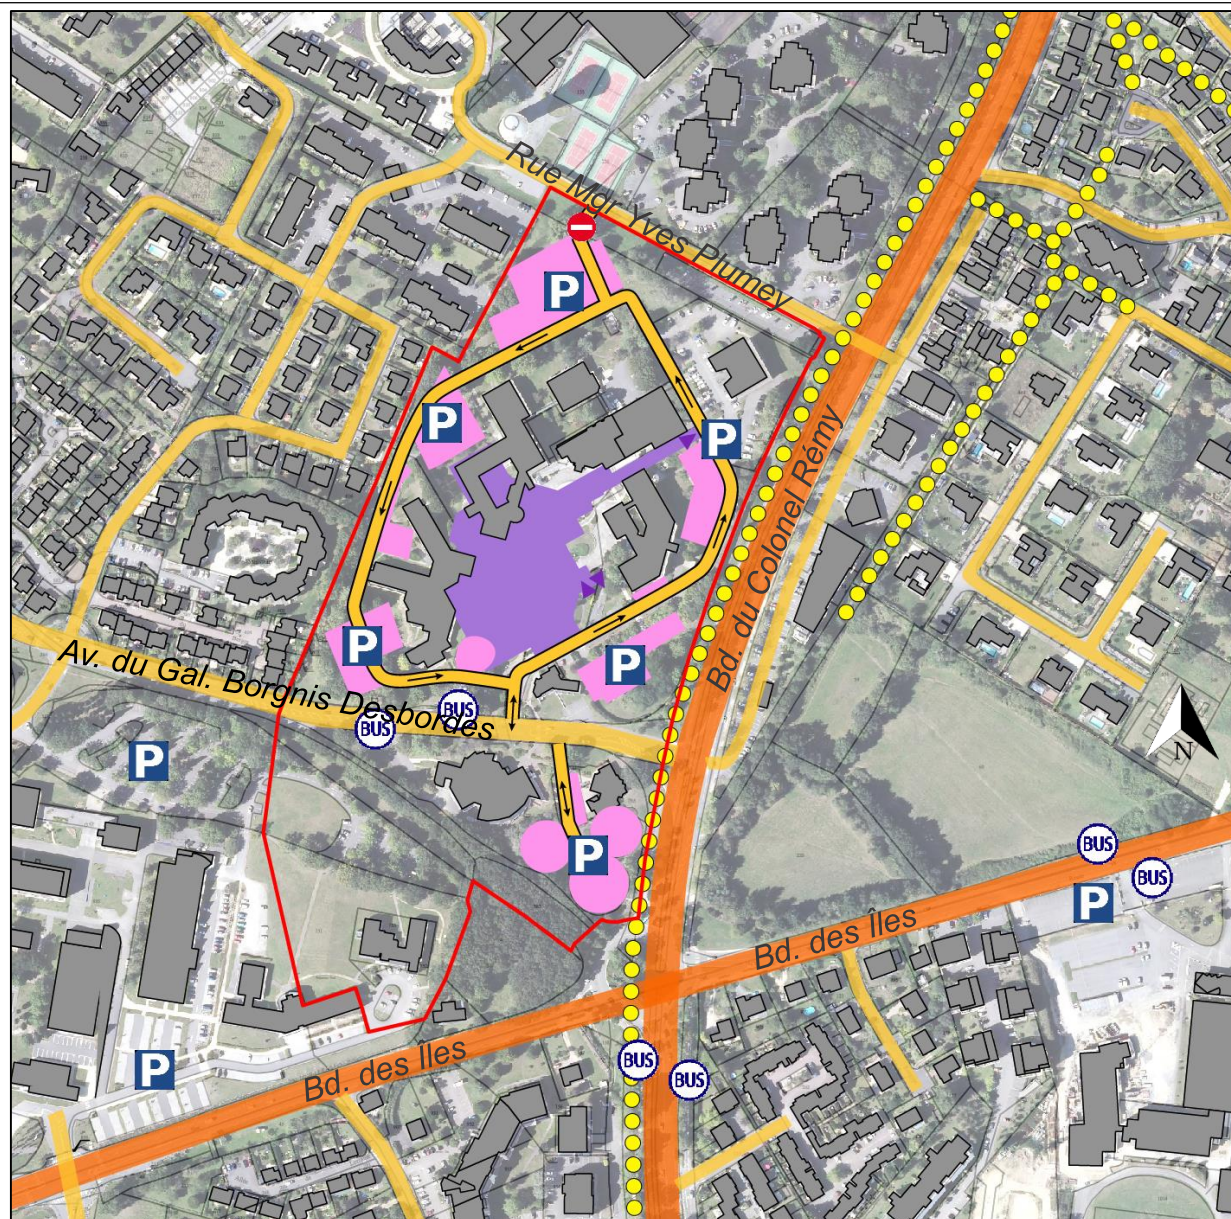 Rue Mgr Yves Plumey
P
P
P
Bd. du Colonel Rémy
P
P
Av. du Gal. Borgnis Desbordes
BUS
BUS
P
BUS
P
BUS
P
Bd. des Îles
Bd. des Îles
BUS
P
BUS
N